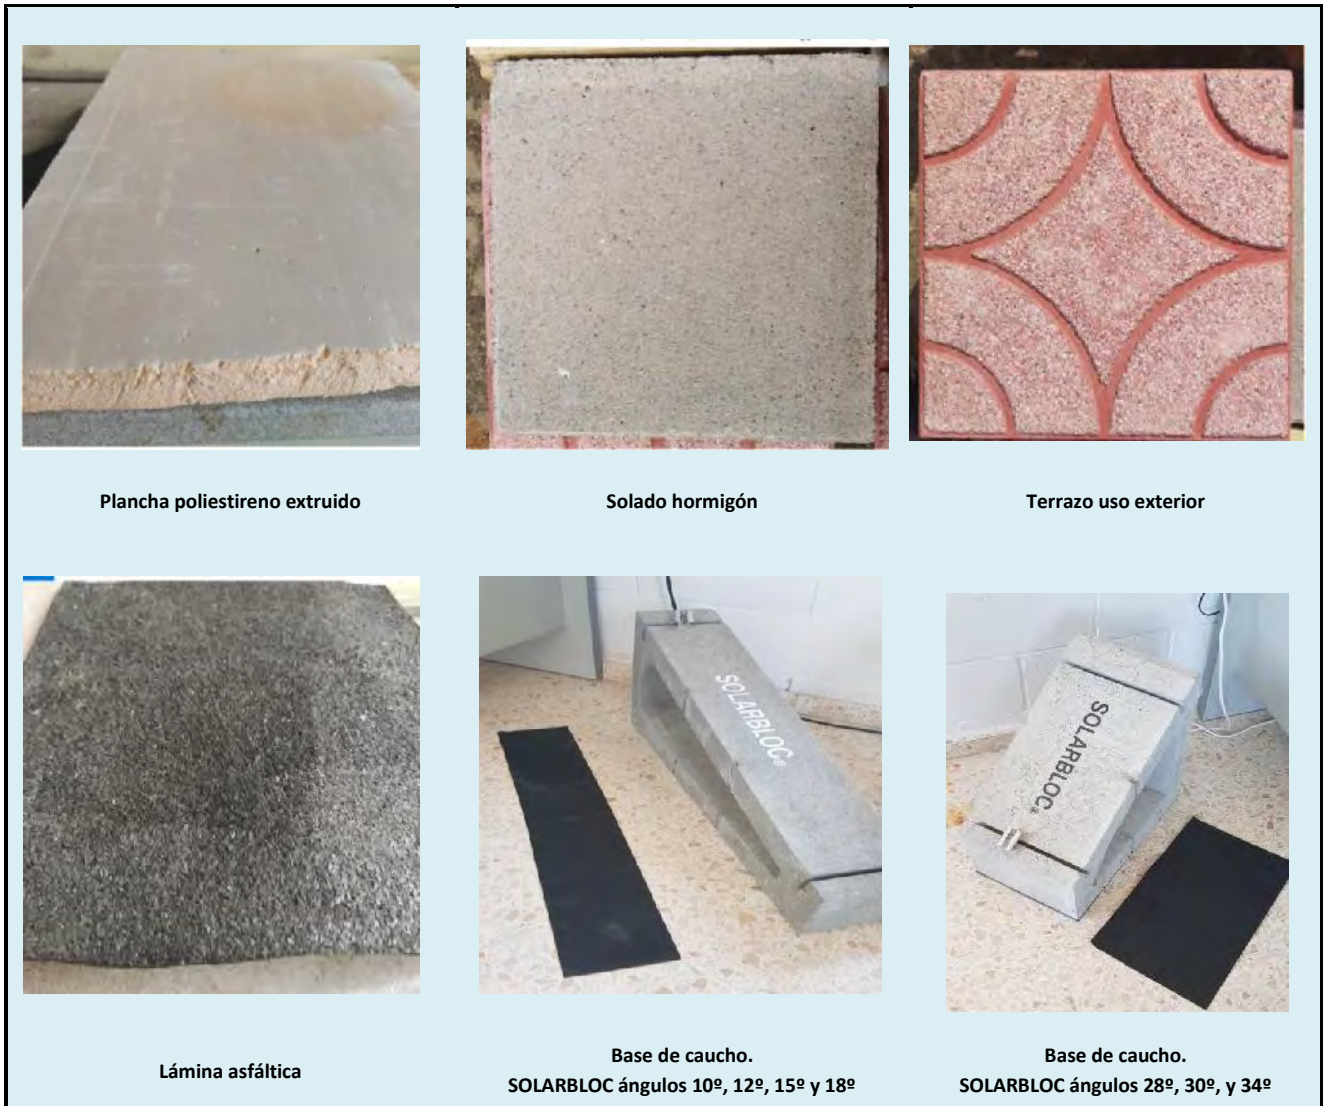 Plancha poliestireno extruido
Solado hormigón
Terrazo uso exterior
SOLARBLOC®
SOLARBLOC®
Lámina asfáltica
Base de caucho.
SOLARBLOC ángulos 10º, 12º, 15º y 18º
Base de caucho.
SOLARBLOC ángulos 28º, 30º, y 34º